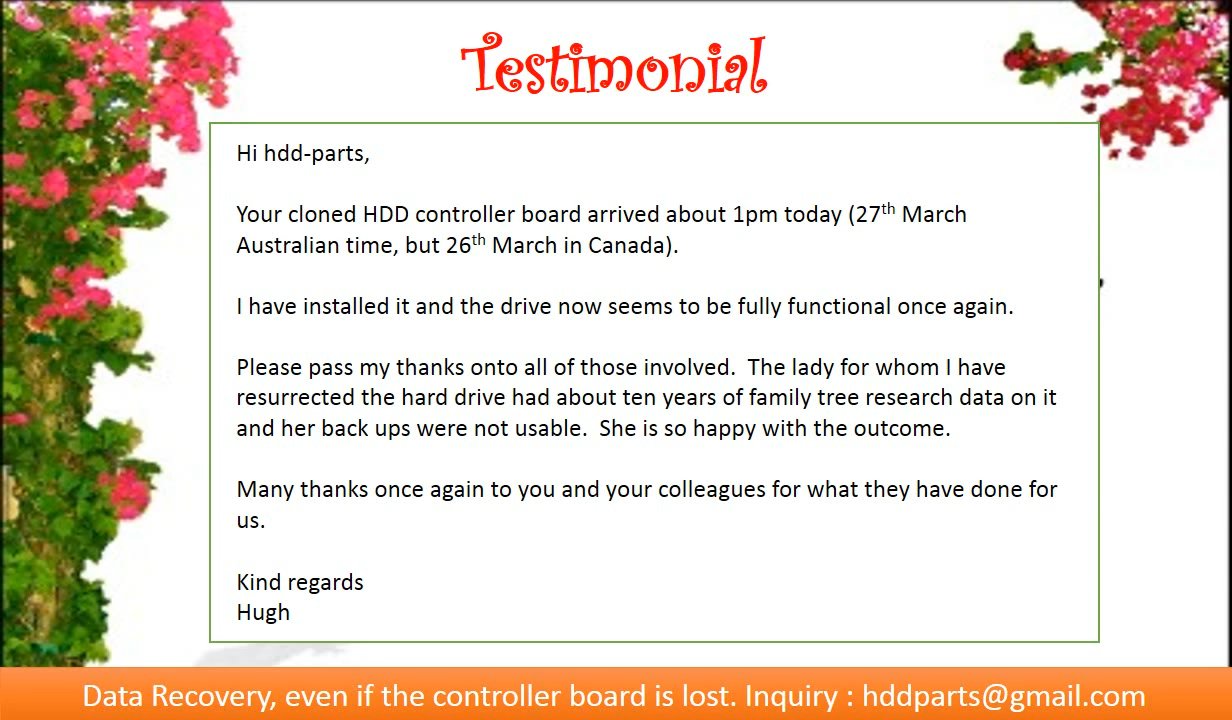 Testimonial
Hi hdd-parts,
Your cloned HDD controller board arrived about 1pm today (27th March
Australian time, but 26th March in Canada).
I have installed it and the drive now seems to be fully functional once again.
Please pass my thanks onto all of those involved.  The lady for whom I have
resurrected the hard drive had about ten years of family tree research data on it
and her back ups were not usable.  She is so happy with the outcome.
Many thanks once again to you and your colleagues for what they have done for
us.
Kind regards
Hugh
Data Recovery, even if the controller board is lost. Inquiry : hddparts@gmail.com